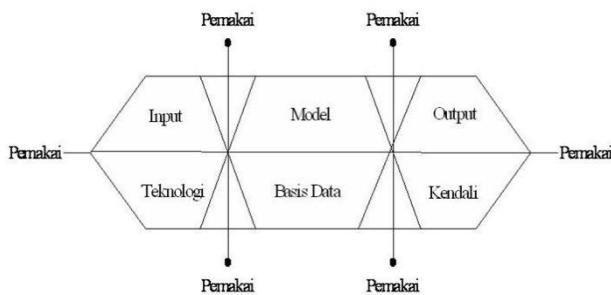 Pemakai Pemakai
Input Model Output
Pemakai Pemakai
Teknologi Basis Data Kendali
Pemakai Pemakai